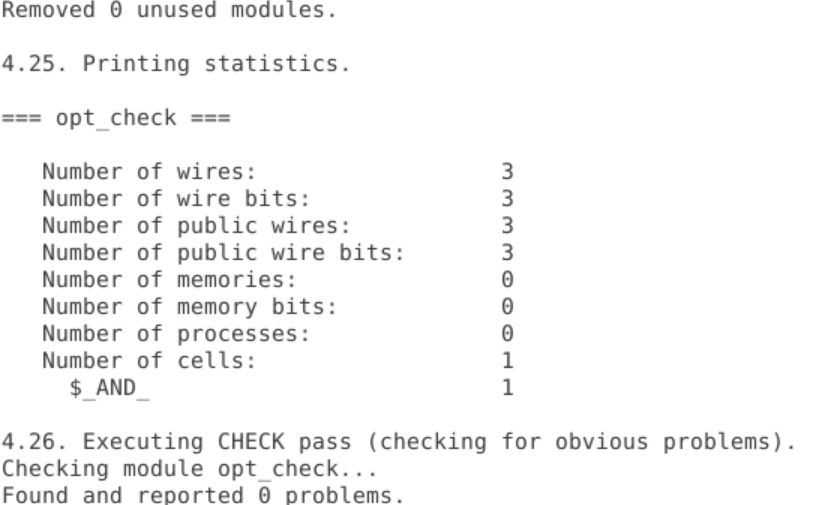 Removed 0 unused modules.
4.25. Printing statistics.
=== opt_check ===
Number of wires: 3
Number of wire bits: 3
Number of public wires: 3
Number of public wire bits: 3
Number of memories: 0
Number of memory bits: 0
Number of processes: 0
Number of cells: 1
$_AND_ 1
4.26. Executing CHECK pass (checking for obvious problems).
Checking module opt_check...
Found and reported 0 problems.